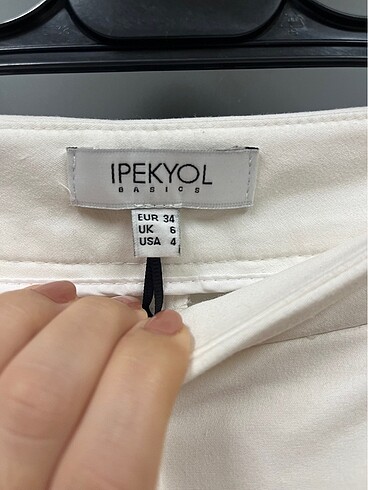 IPEKYOL
BASICS
EUR 34
UK 6
USA 4